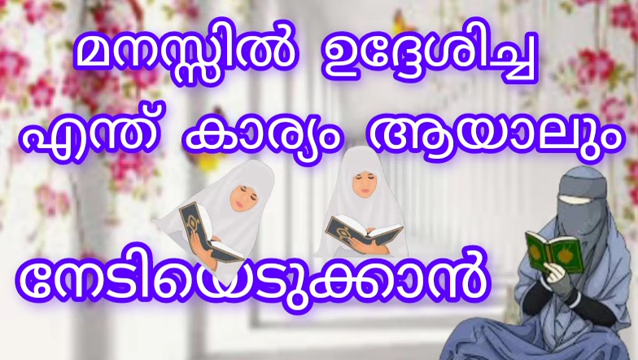 മനസ്സിൽ ഉദ്ദേശിച്ച
എന്ത് കാര്യം ആയാലും
നേടിയെടുക്കാൻ